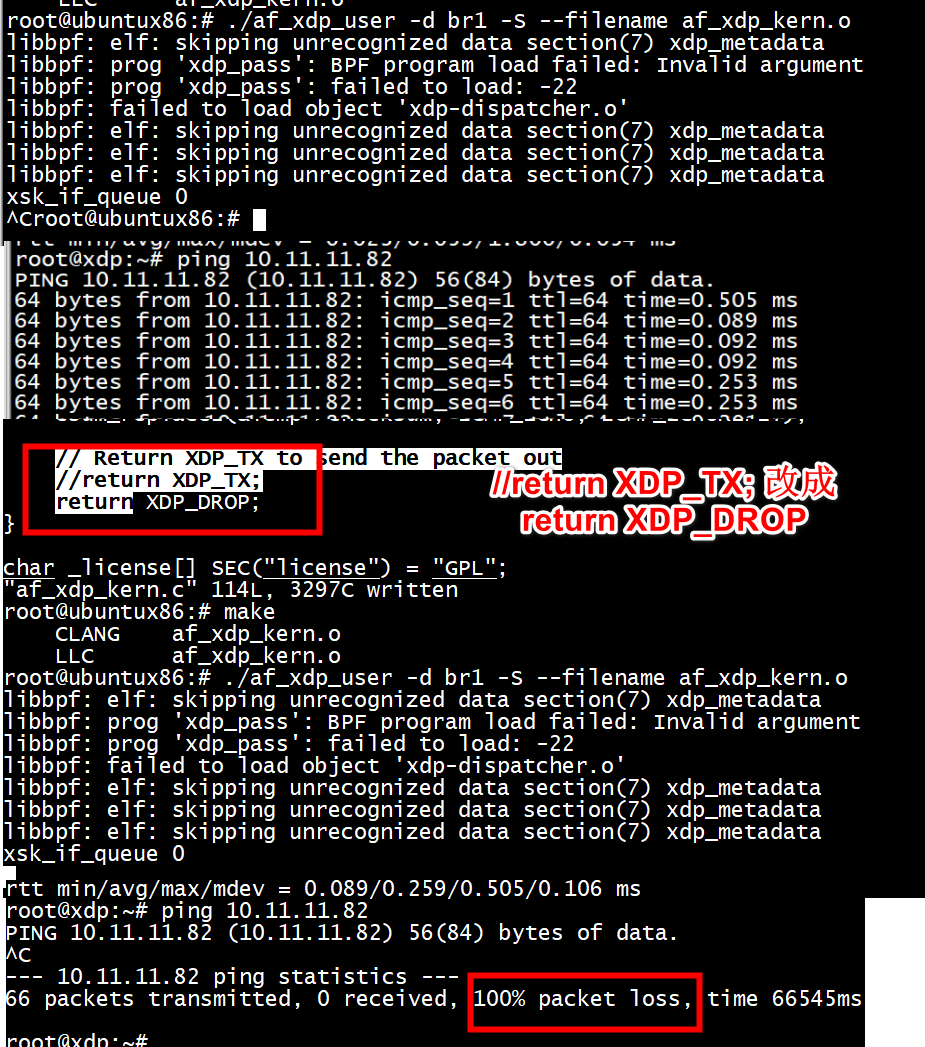 LLC af_xdp_kern.o
root@ubuntux86:# ./af_xdp_user -d br1 -S --filename af_xdp_kern.o
libbpf: elf: skipping unrecognized data section(7) xdp_metadata
libbpf: prog 'xdp_pass': BPF program load failed: Invalid argument
libbpf: prog 'xdp_pass': failed to load: -22
libbpf: failed to load object 'xdp-dispatcher.o'
libbpf: elf: skipping unrecognized data section(7) xdp_metadata
libbpf: elf: skipping unrecognized data section(7) xdp_metadata
libbpf: elf: skipping unrecognized data section(7) xdp_metadata
xsk_if_queue 0
^Croot@ubuntux86:#
rtt min/avg/max/mdev =
root@xdp:~# ping 10.11.11.82
PING 10.11.11.82 (10.11.11.82) 56(84) bytes of data.
64 bytes from 10.11.11.82: icmp_seq=1 ttl=64 time=0.505 ms
64 bytes from 10.11.11.82: icmp_seq=2 ttl=64 time=0.089 ms
64 bytes from 10.11.11.82: icmp_seq=3 ttl=64 time=0.092 ms
64 bytes from 10.11.11.82: icmp_seq=4 ttl=64 time=0.092 ms
64 bytes from 10.11.11.82: icmp_seq=5 ttl=64 time=0.253 ms
64 bytes from 10.11.11.82: icmp_seq=6 ttl=64 time=0.253 ms
// Return XDP_TX to send the packet out
//return XDP_TX;
return XDP_DROP;
}
//return XDP_TX; 改成
return XDP_DROP
char _license[] SEC("license") = "GPL";
"af_xdp_kern.c" 114L, 3297C written
root@ubuntux86:# make
CLANG af_xdp_kern.o
LLC af_xdp_kern.o
root@ubuntux86:# ./af_xdp_user -d br1 -S --filename af_xdp_kern.o
libbpf: elf: skipping unrecognized data section(7) xdp_metadata
libbpf: prog 'xdp_pass': BPF program load failed: Invalid argument
libbpf: prog 'xdp_pass': failed to load: -22
libbpf: failed to load object 'xdp-dispatcher.o'
libbpf: elf: skipping unrecognized data section(7) xdp_metadata
libbpf: elf: skipping unrecognized data section(7) xdp_metadata
libbpf: elf: skipping unrecognized data section(7) xdp_metadata
xsk_if_queue 0
rtt min/avg/max/mdev = 0.089/0.259/0.505/0.106 ms
root@xdp:~# ping 10.11.11.82
PING 10.11.11.82 (10.11.11.82) 56(84) bytes of data.
^C
--- 10.11.11.82 ping statistics ---
66 packets transmitted, 0 received, 100% packet loss, time 66545ms
root@xdp:~#